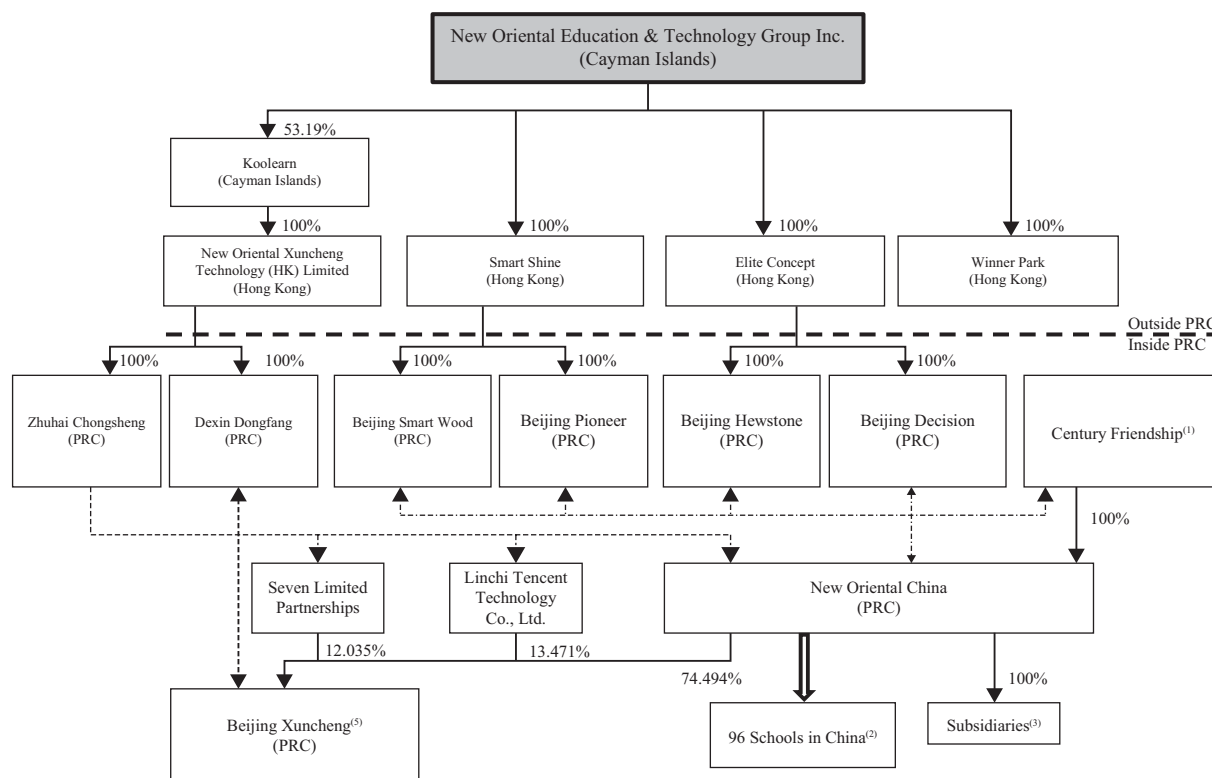 New Oriental Education & Technology Group Inc.
(Cayman Islands)
53.19%
Koolearn
(Cayman Islands)
100%
100%
100%
100%
New Oriental Xuncheng
Technology (HK) Limited
(Hong Kong)
Smart Shine
(Hong Kong)
Elite Concept
(Hong Kong)
Winner Park
(Hong Kong)
Outside PRC
Inside PRC
100%
100%
100%
100%
100%
100%
Zhuhai Chongsheng
(PRC)
Dexin Dongfang
(PRC)
Beijing Smart Wood
(PRC)
Beijing Pioneer
(PRC)
Beijing Hewstone
(PRC)
Beijing Decision
(PRC)
Century Friendship(1)
100%
Seven Limited
Partnerships
Linchi Tencent
Technology
Co., Ltd.
New Oriental China
(PRC)
12.035%
13.471%
74.494%
100%
Beijing Xuncheng(5)
(PRC)
96 Schools in China(2)
Subsidiaries(3)